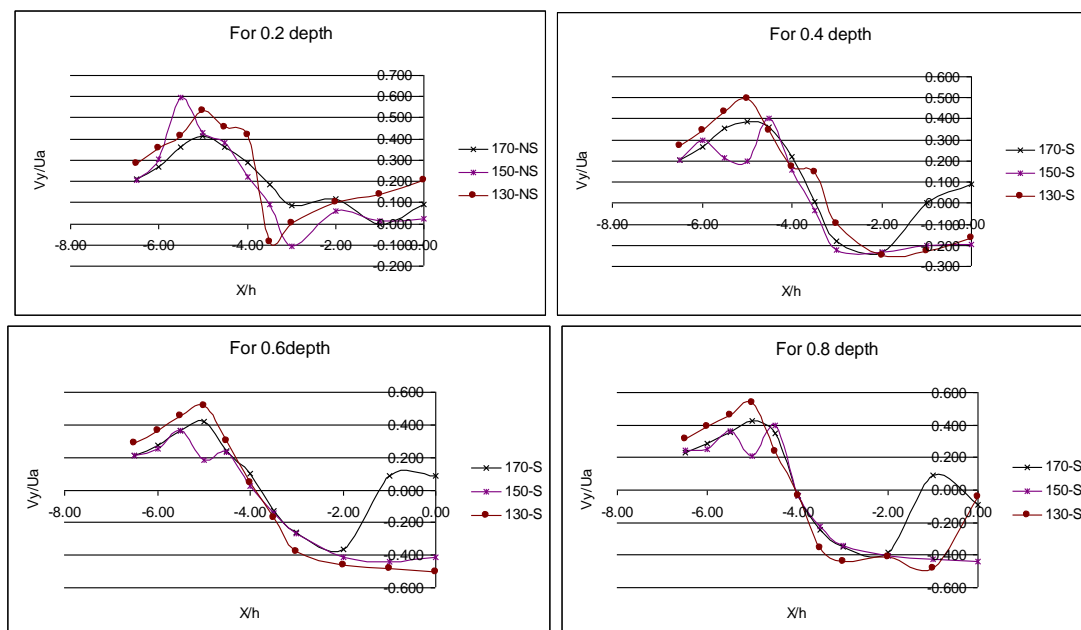 For 0.2 depth
0.700
0.600
0.500
0.400
0.300
0.200
0.100
0.000
-0.100
-0.200
-8.00 -6.00 -4.00 -2.00 0.00
Vy/Ua
X/h
170-NS
150-NS
130-NS
For 0.4 depth
0.600
0.500
0.400
0.300
0.200
0.100
0.000
-0.100
-0.200
-0.300
-8.00 -6.00 -4.00 -2.00 0.00
Vy/Ua
X/h
170-S
150-S
130-S
For 0.6depth
0.600
0.400
0.200
0.000
-0.200
-0.400
-0.600
-8.00 -6.00 -4.00 -2.00 0.00
Vy/Ua
X/h
170-S
150-S
130-S
For 0.8 depth
0.600
0.400
0.200
0.000
-0.200
-0.400
-0.600
-8.00 -6.00 -4.00 -2.00 0.00
Vy/Ua
X/h
170-S
150-S
130-S